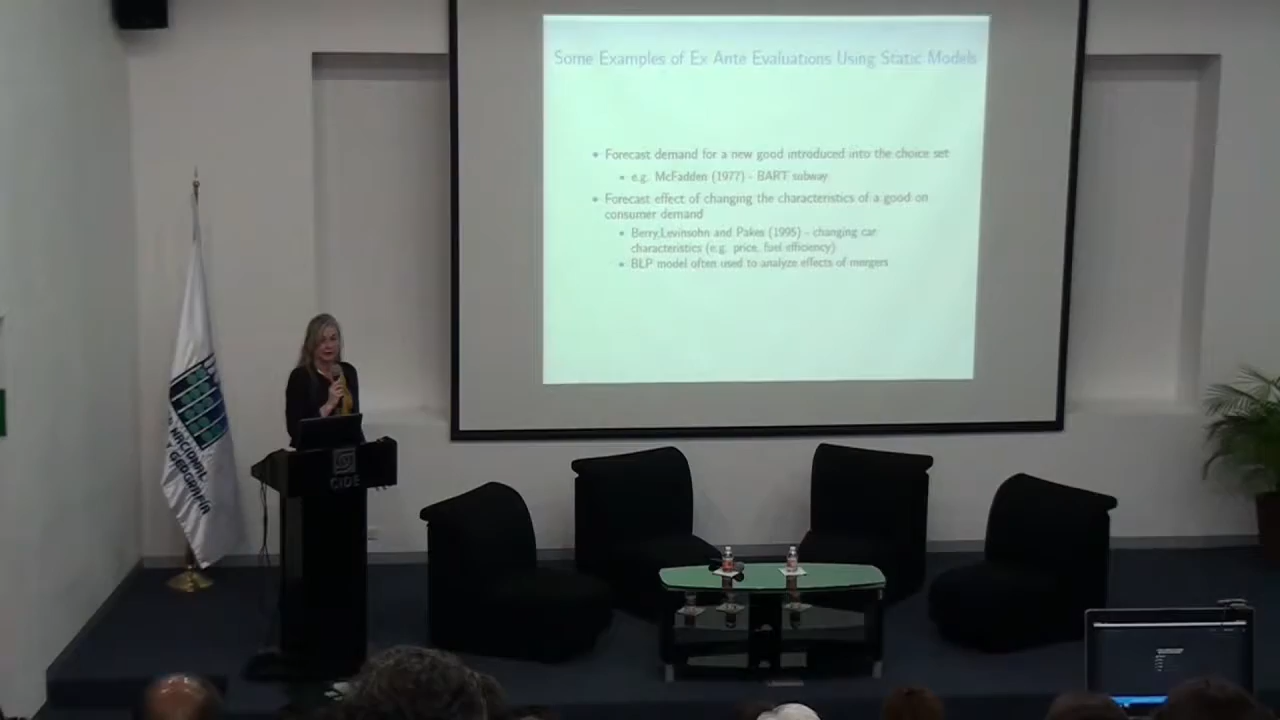 Some Examples of Ex Ante Evaluations Using Static Models
• Forecast demand for a new good introduced into the choice set
• e.g. McFadden (1977) - BART subway
• Forecast effect of changing the characteristics of a good on
consumer demand
• Berry,Levinsohn and Pakes (1995) - changing car
characteristics (e.g. price, fuel efficiency)
• BLP model often used to analyze effects of mergers
NACIONAL
GEOGRAFÍA
CIDE